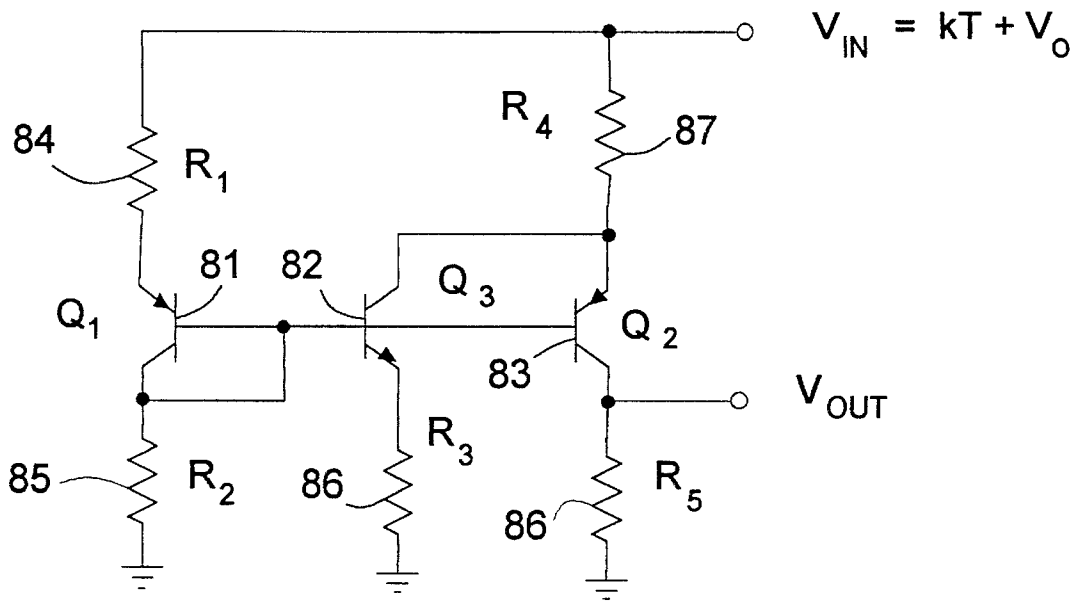 V_IN = kT + V_o
R_4
87
84
R_1
81
82
Q_3
Q_1
Q_2
83
V_OUT
R_3
85
R_2
86
R_5
86